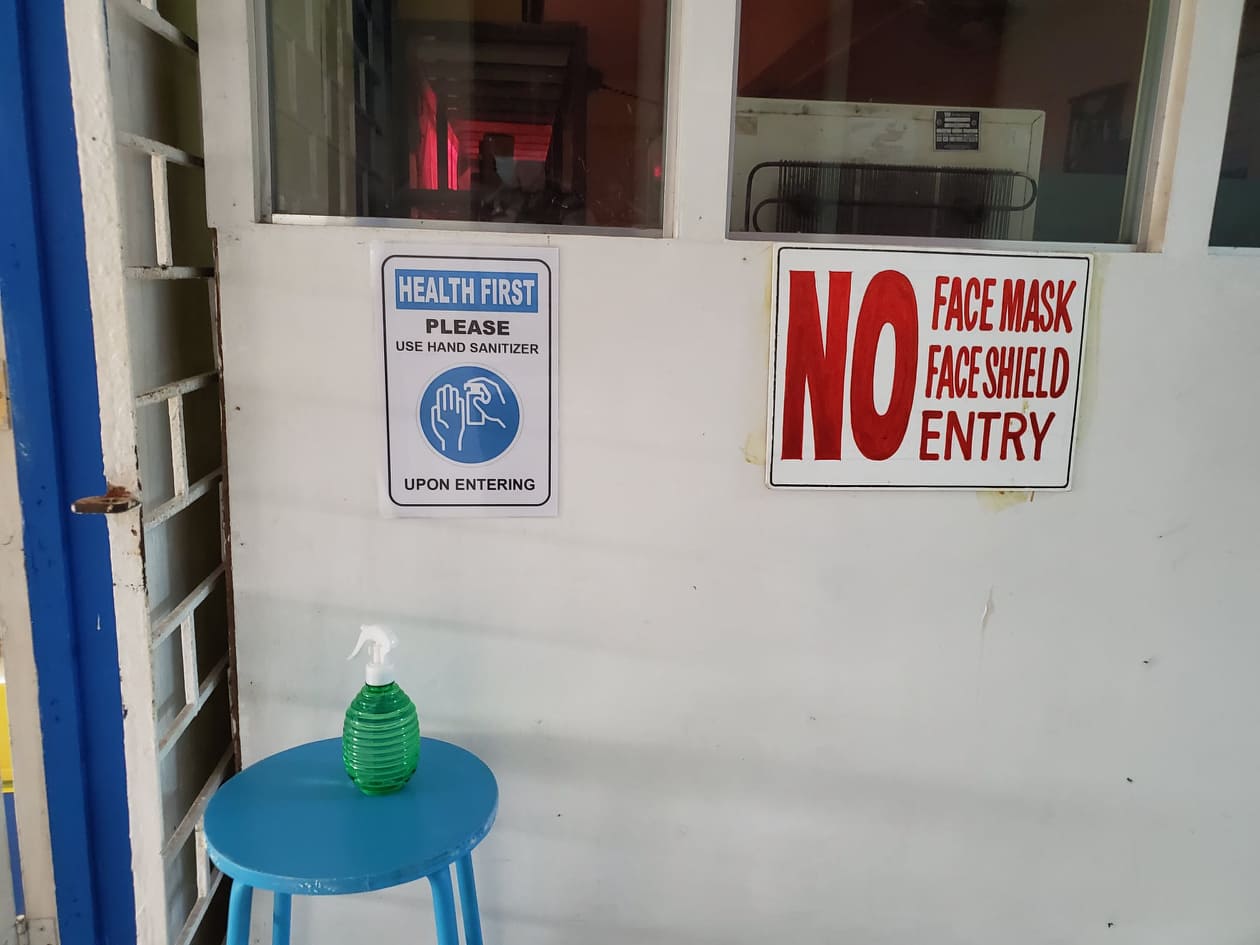 HEALTH FIRST
PLEASE
USE HAND SANITIZER
UPON ENTERING
NO
FACE MASK
FACE SHIELD
ENTRY